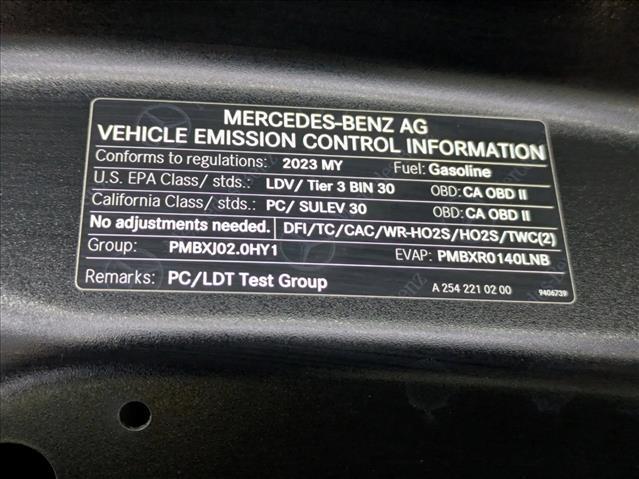 MERCEDES-BENZ AG
VEHICLE EMISSION CONTROL INFORMATION
Conforms to regulations: 2023 MY Fuel: Gasoline
U.S. EPA Class/ stds.: LDV/ Tier 3 BIN 30 OBD: CA OBD II
California Class/ stds.: PC/ SULEV 30 OBD: CA OBD II
No adjustments needed. DFI/TC/CAC/WR-HO2S/HO2S/TWC(2)
Group: PMBXJ02.0HY1 EVAP: PMBXR0140LNB
Remarks: PC/LDT Test Group A 254 221 02 00 9406739